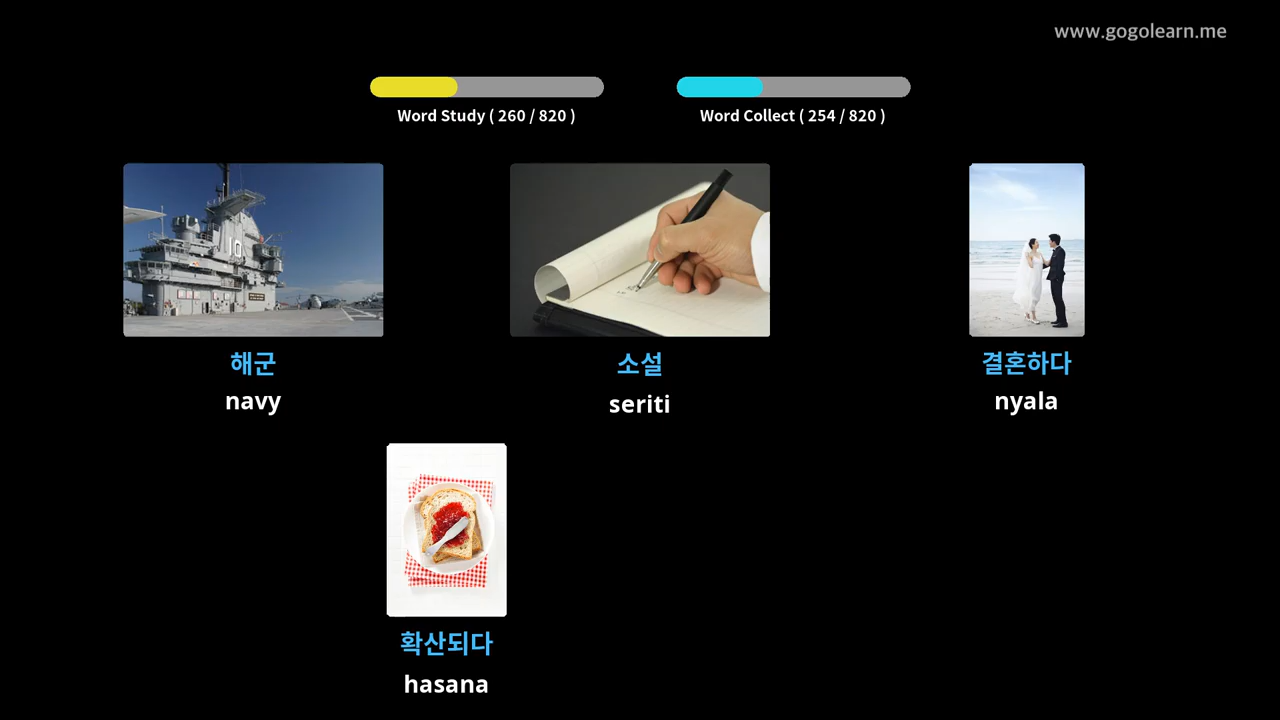 www.gogolearn.me
Word Study ( 260 / 820 )
Word Collect ( 254 / 820 )
10
해군
navy
소설
seriti
결혼하다
nyala
확산되다
hasana